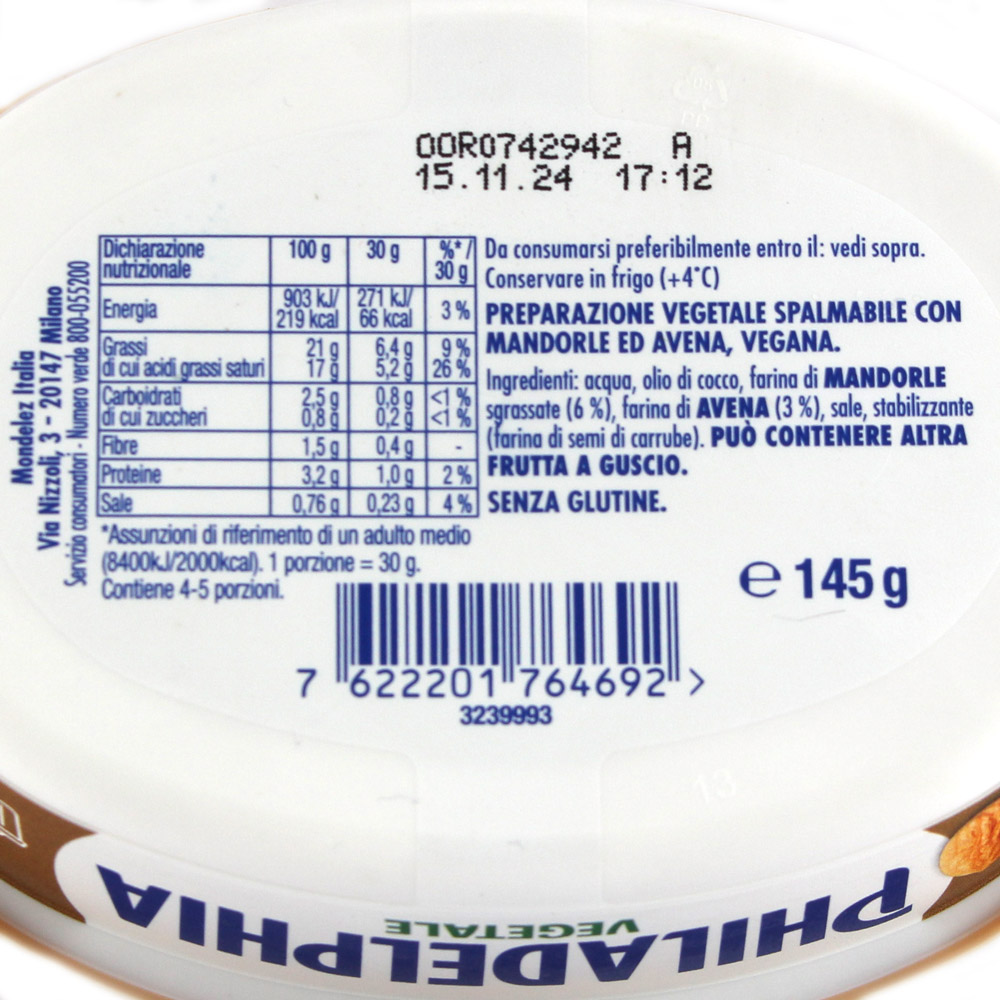 OOR0742942 A
15.11.24 17:12
Dichiarazione nutrizionale 100 g 30 g %*/ 30 g
Energia 903 kJ/ 219 kcal 271 kJ/ 66 kcal 3 %
Grassi 21 g 6,4 g 9 %
di cui acidi grassi saturi 17 g 5,2 g 26 %
Carboidrati 2,5 g 0,8 g <1 %
di cui zuccheri 0,8 g 0,2 g <1 %
Fibre 1,5 g 0,4 g -
Proteine 3,2 g 1,0 g 2 %
Sale 0,76 g 0,23 g 4 %
*Assunzioni di riferimento di un adulto medio
(8400kJ/2000kcal). 1 porzione = 30 g.
Contiene 4-5 porzioni.
Da consumarsi preferibilmente entro il: vedi sopra.
Conservare in frigo (+4°C)
PREPARAZIONE VEGETALE SPALMABILE CON
MANDORLE ED AVENA, VEGANA.
Ingredienti: acqua, olio di cocco, farina di MANDORLE
sgrassate (6 %), farina di AVENA (3 %), sale, stabilizzante
(farina di semi di carrube). PUÒ CONTENERE ALTRA
FRUTTA A GUSCIO.
SENZA GLUTINE.
Mondelez Italia
Via Nizzoli, 3 - 20147 Milano
Servizio consumatori - Numero verde 800-055200
e 145 g
7 622201 764692 >
3239993
13
PHILADELPHIA
VEGETALE